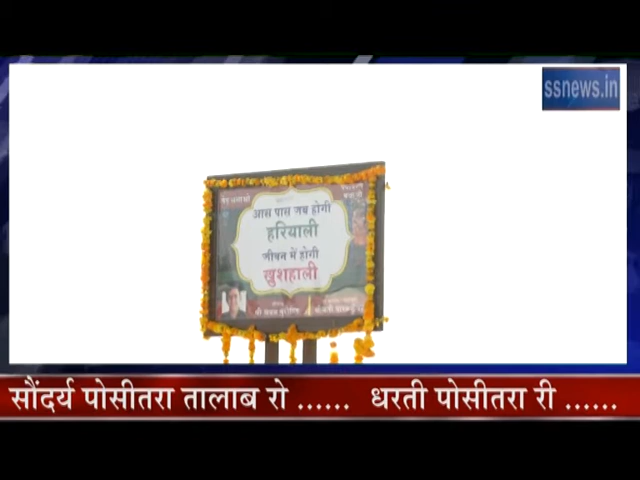 ssnews.in
आस पास जब होगी
हरियाली
जीवन में होगी
खुशहाली
सौंदर्य पोसीतरा तालाब रो ...... धरती पोसीतरा री ......